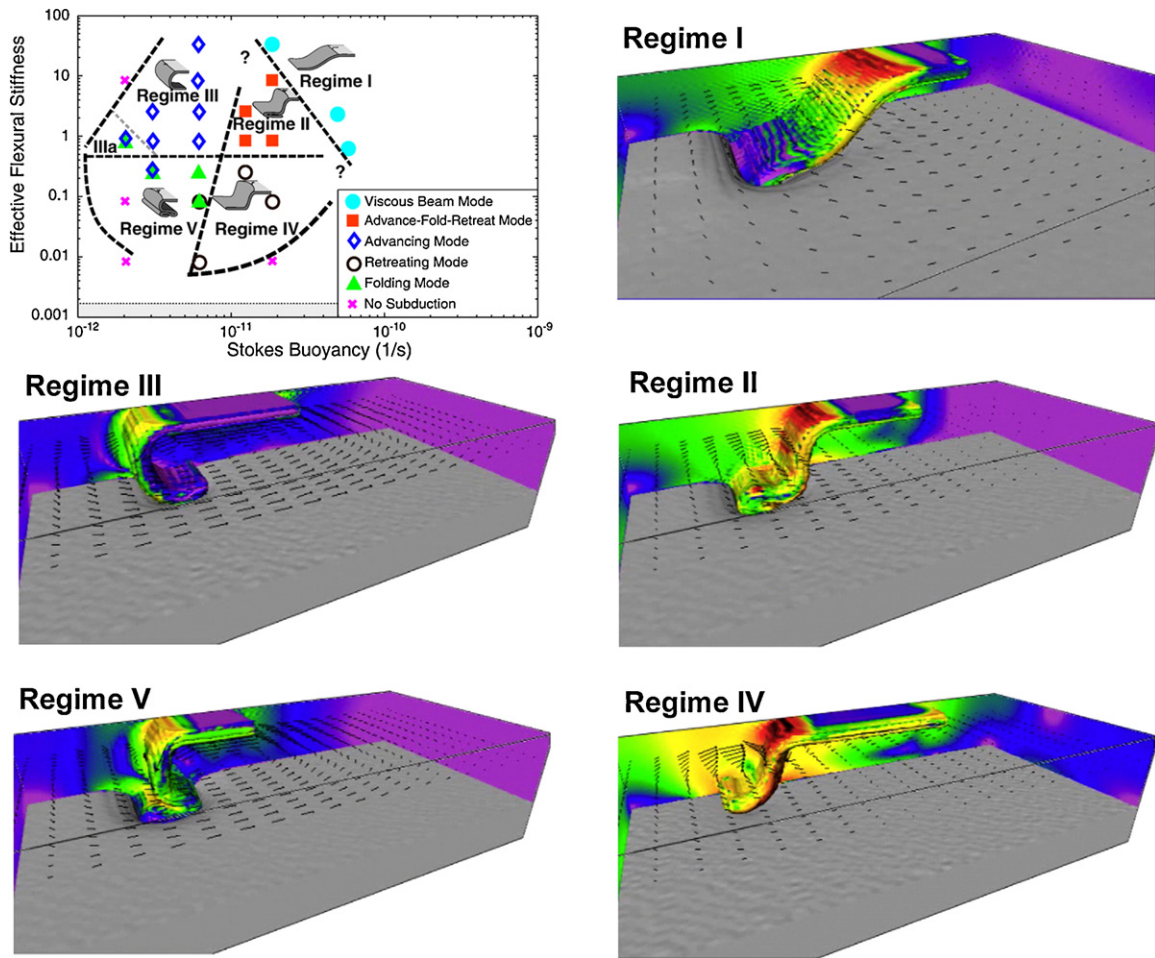 100
10
1
0.1
0.01
0.001
Effective Flexural Stiffness
10-12
10-11
10-10
10-9
Stokes Buoyancy (1/s)
?
Regime I
Regime III
Regime II
IIIa
?
Regime V
Regime IV
Viscous Beam Mode
Advance-Fold-Retreat Mode
Advancing Mode
Retreating Mode
Folding Mode
No Subduction
Regime I
Regime III
Regime II
Regime V
Regime IV